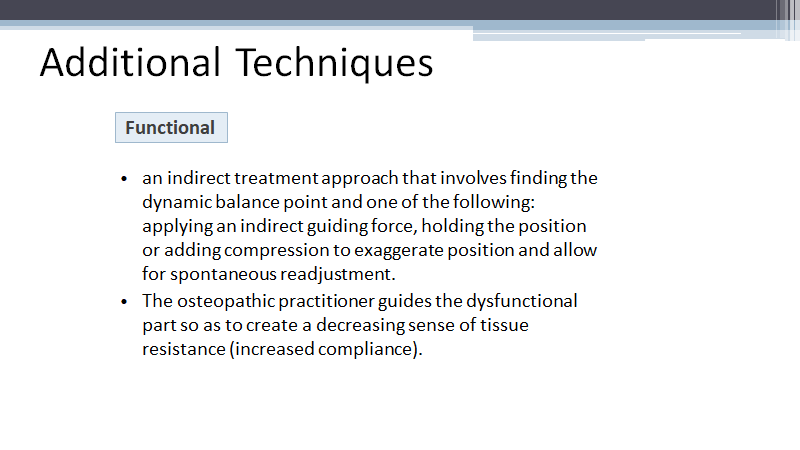 Additional Techniques
Functional
• an indirect treatment approach that involves finding the
dynamic balance point and one of the following:
applying an indirect guiding force, holding the position
or adding compression to exaggerate position and allow
for spontaneous readjustment.
• The osteopathic practitioner guides the dysfunctional
part so as to create a decreasing sense of tissue
resistance (increased compliance).